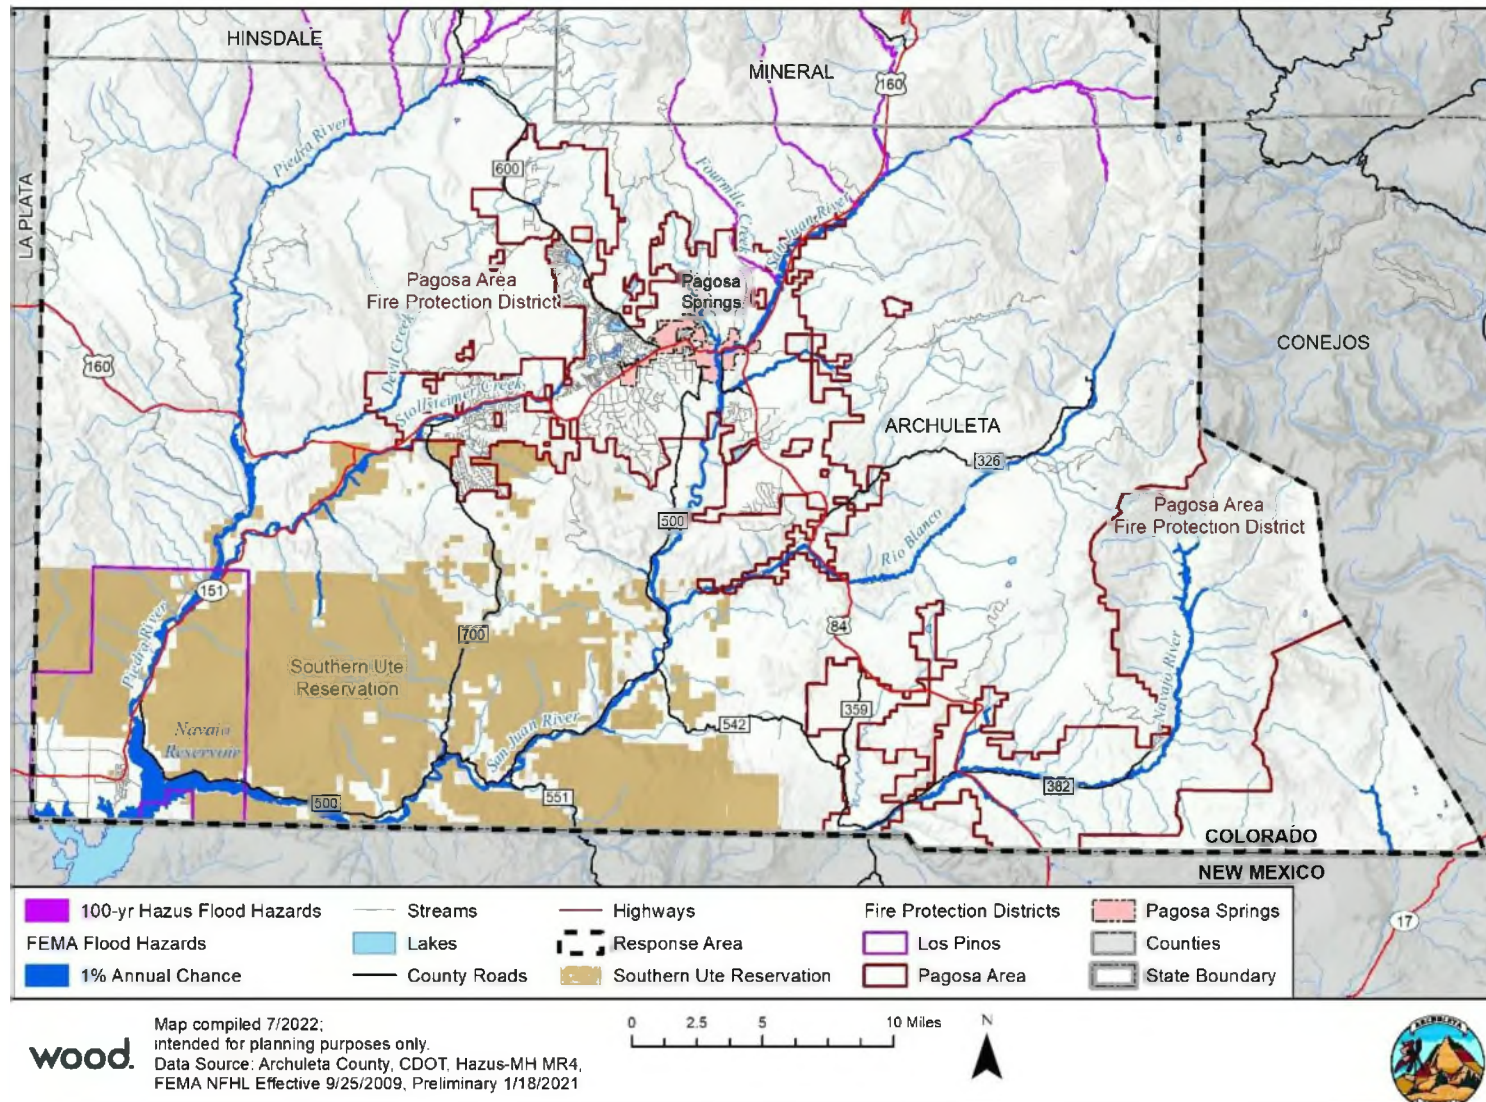 HINSDALE
MINERAL
160
Piedra River
LA PLATA
600
Fourmile Creek
San Juan River
Pagosa Area
Fire Protection District
Pagosa
Springs
CONEJOS
160
Devil Creek
Stollsteimer Creek
ARCHULETA
326
Pagosa Area
Fire Protection District
500
Rio Blanco
151
84
700
Piedra River
Southern Ute
Reservation
Navajo River
359
542
San Juan River
Navajo
Reservoir
382
551
500
COLORADO
NEW MEXICO
17
100-yr Hazus Flood Hazards
FEMA Flood Hazards
1% Annual Chance
Streams
Lakes
County Roads
Highways
Response Area
Southern Ute Reservation
Fire Protection Districts
Los Pinos
Pagosa Area
Pagosa Springs
Counties
State Boundary
wood.
Map compiled 7/2022;
intended for planning purposes only.
Data Source: Archuleta County, CDOT, Hazus-MH MR4,
FEMA NFHL Effective 9/25/2009, Preliminary 1/18/2021
0 2.5 5 10 Miles
N
ARCHULETA